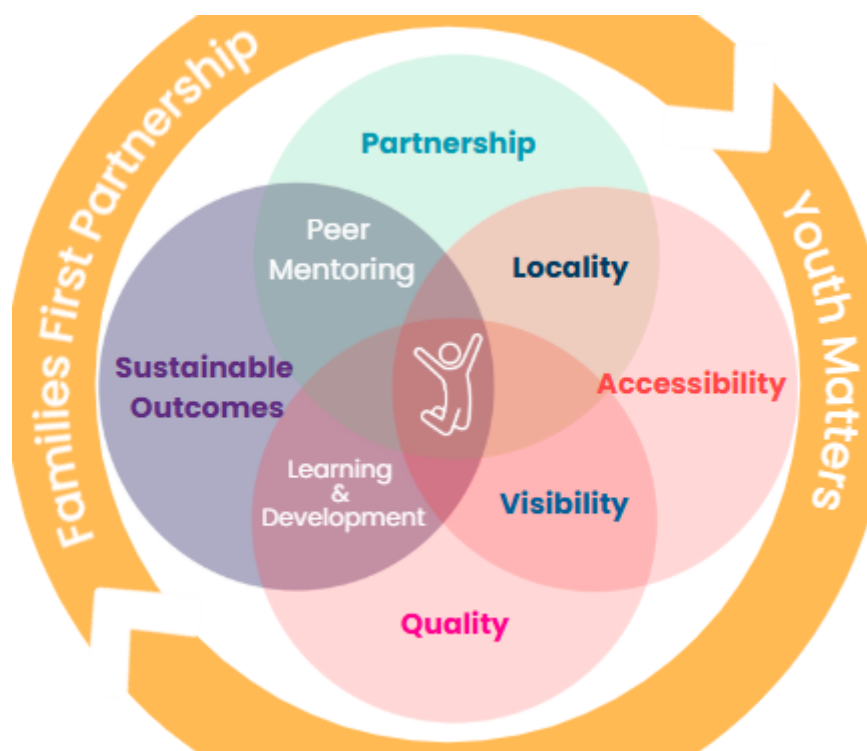 Families First Partnership
Youth Matters
Partnership
Peer
Mentoring
Locality
Sustainable
Outcomes
Accessibility
Learning
&
Development
Visibility
Quality